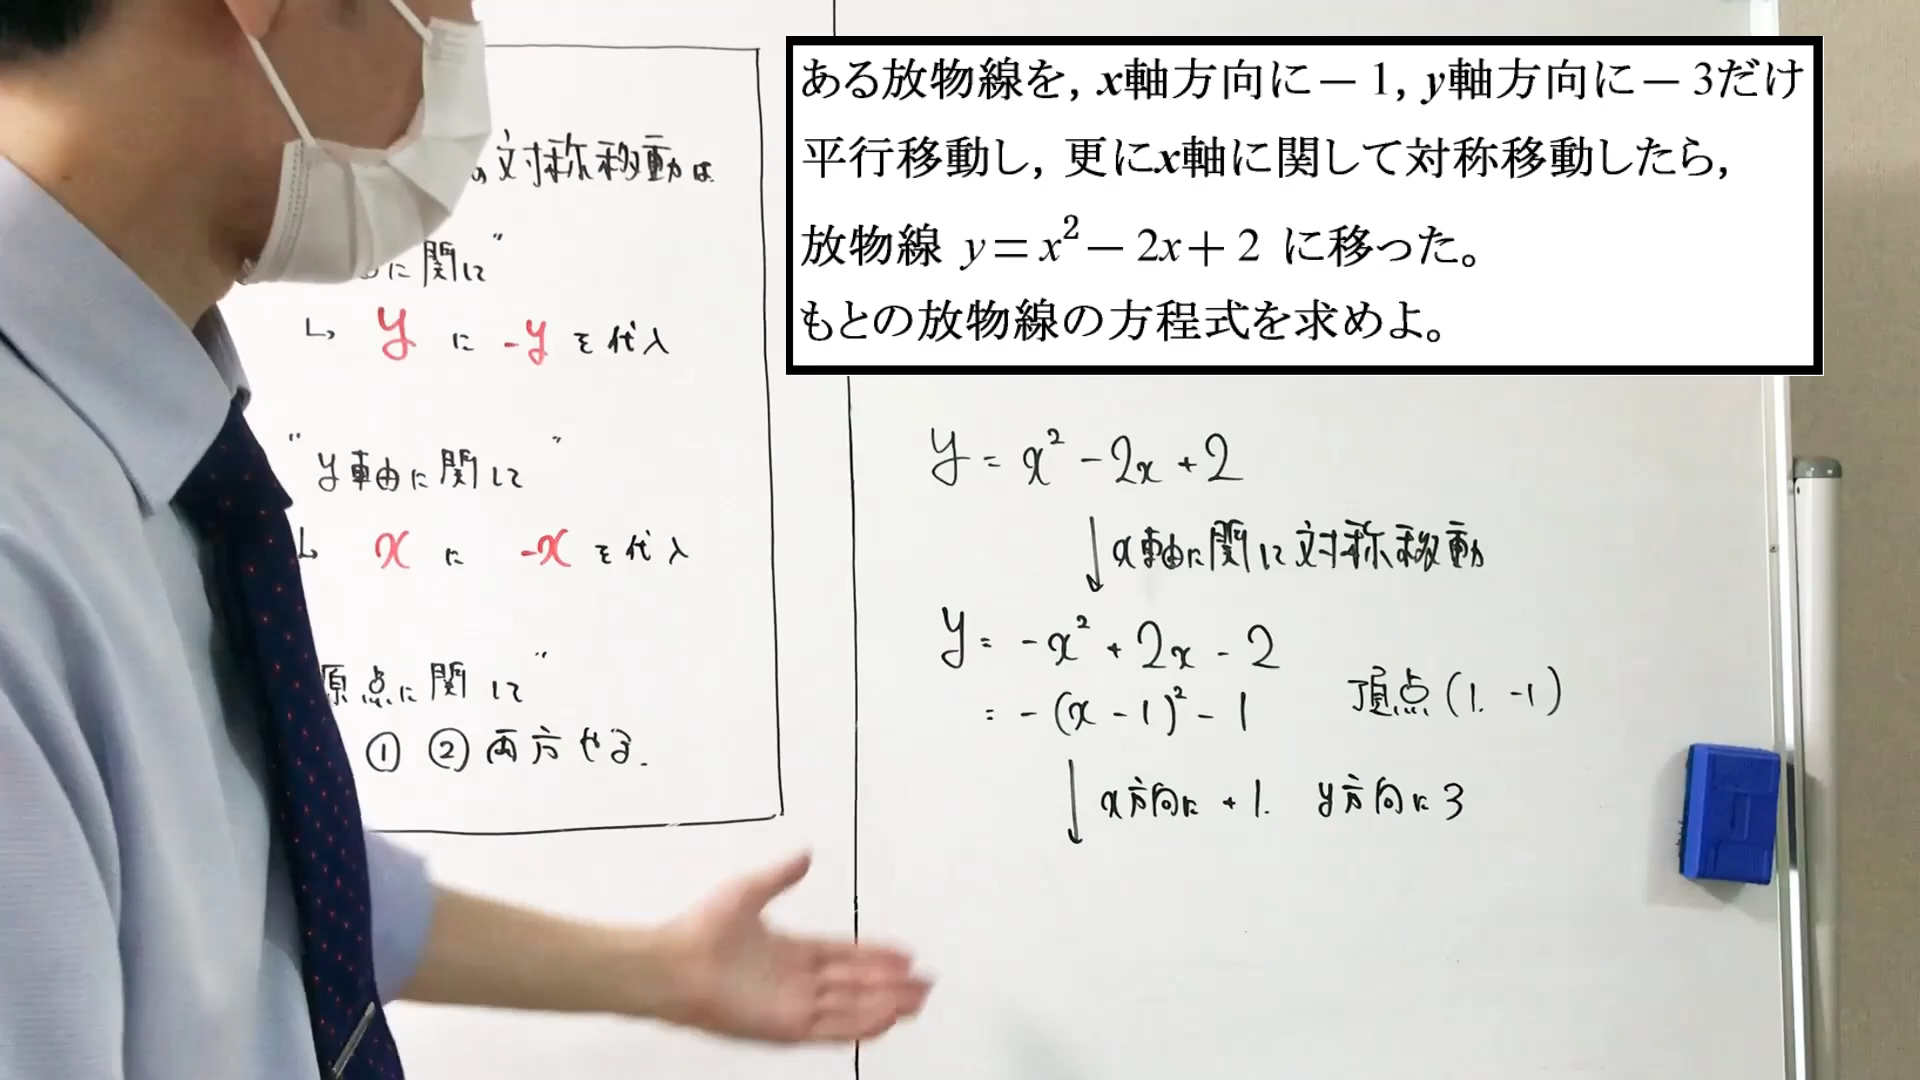 ある放物線を, x軸方向に－1, y軸方向に－3だけ
平行移動し, 更にx軸に関して対称移動したら,
放物線 y＝x²－2x＋2 に移った。
もとの放物線の方程式を求めよ。
の対称移動は
に関して"
↳ y に -y を代入
"y軸に関して"
↳ x に -x を代入
原点に関して"
① ② 両方やる.
y = x² - 2x + 2
↓ x軸に関に対称移動
y = -x² + 2x - 2
= -(x - 1)² - 1 頂点(1. -1)
↓ x方向に +1. y方向に 3